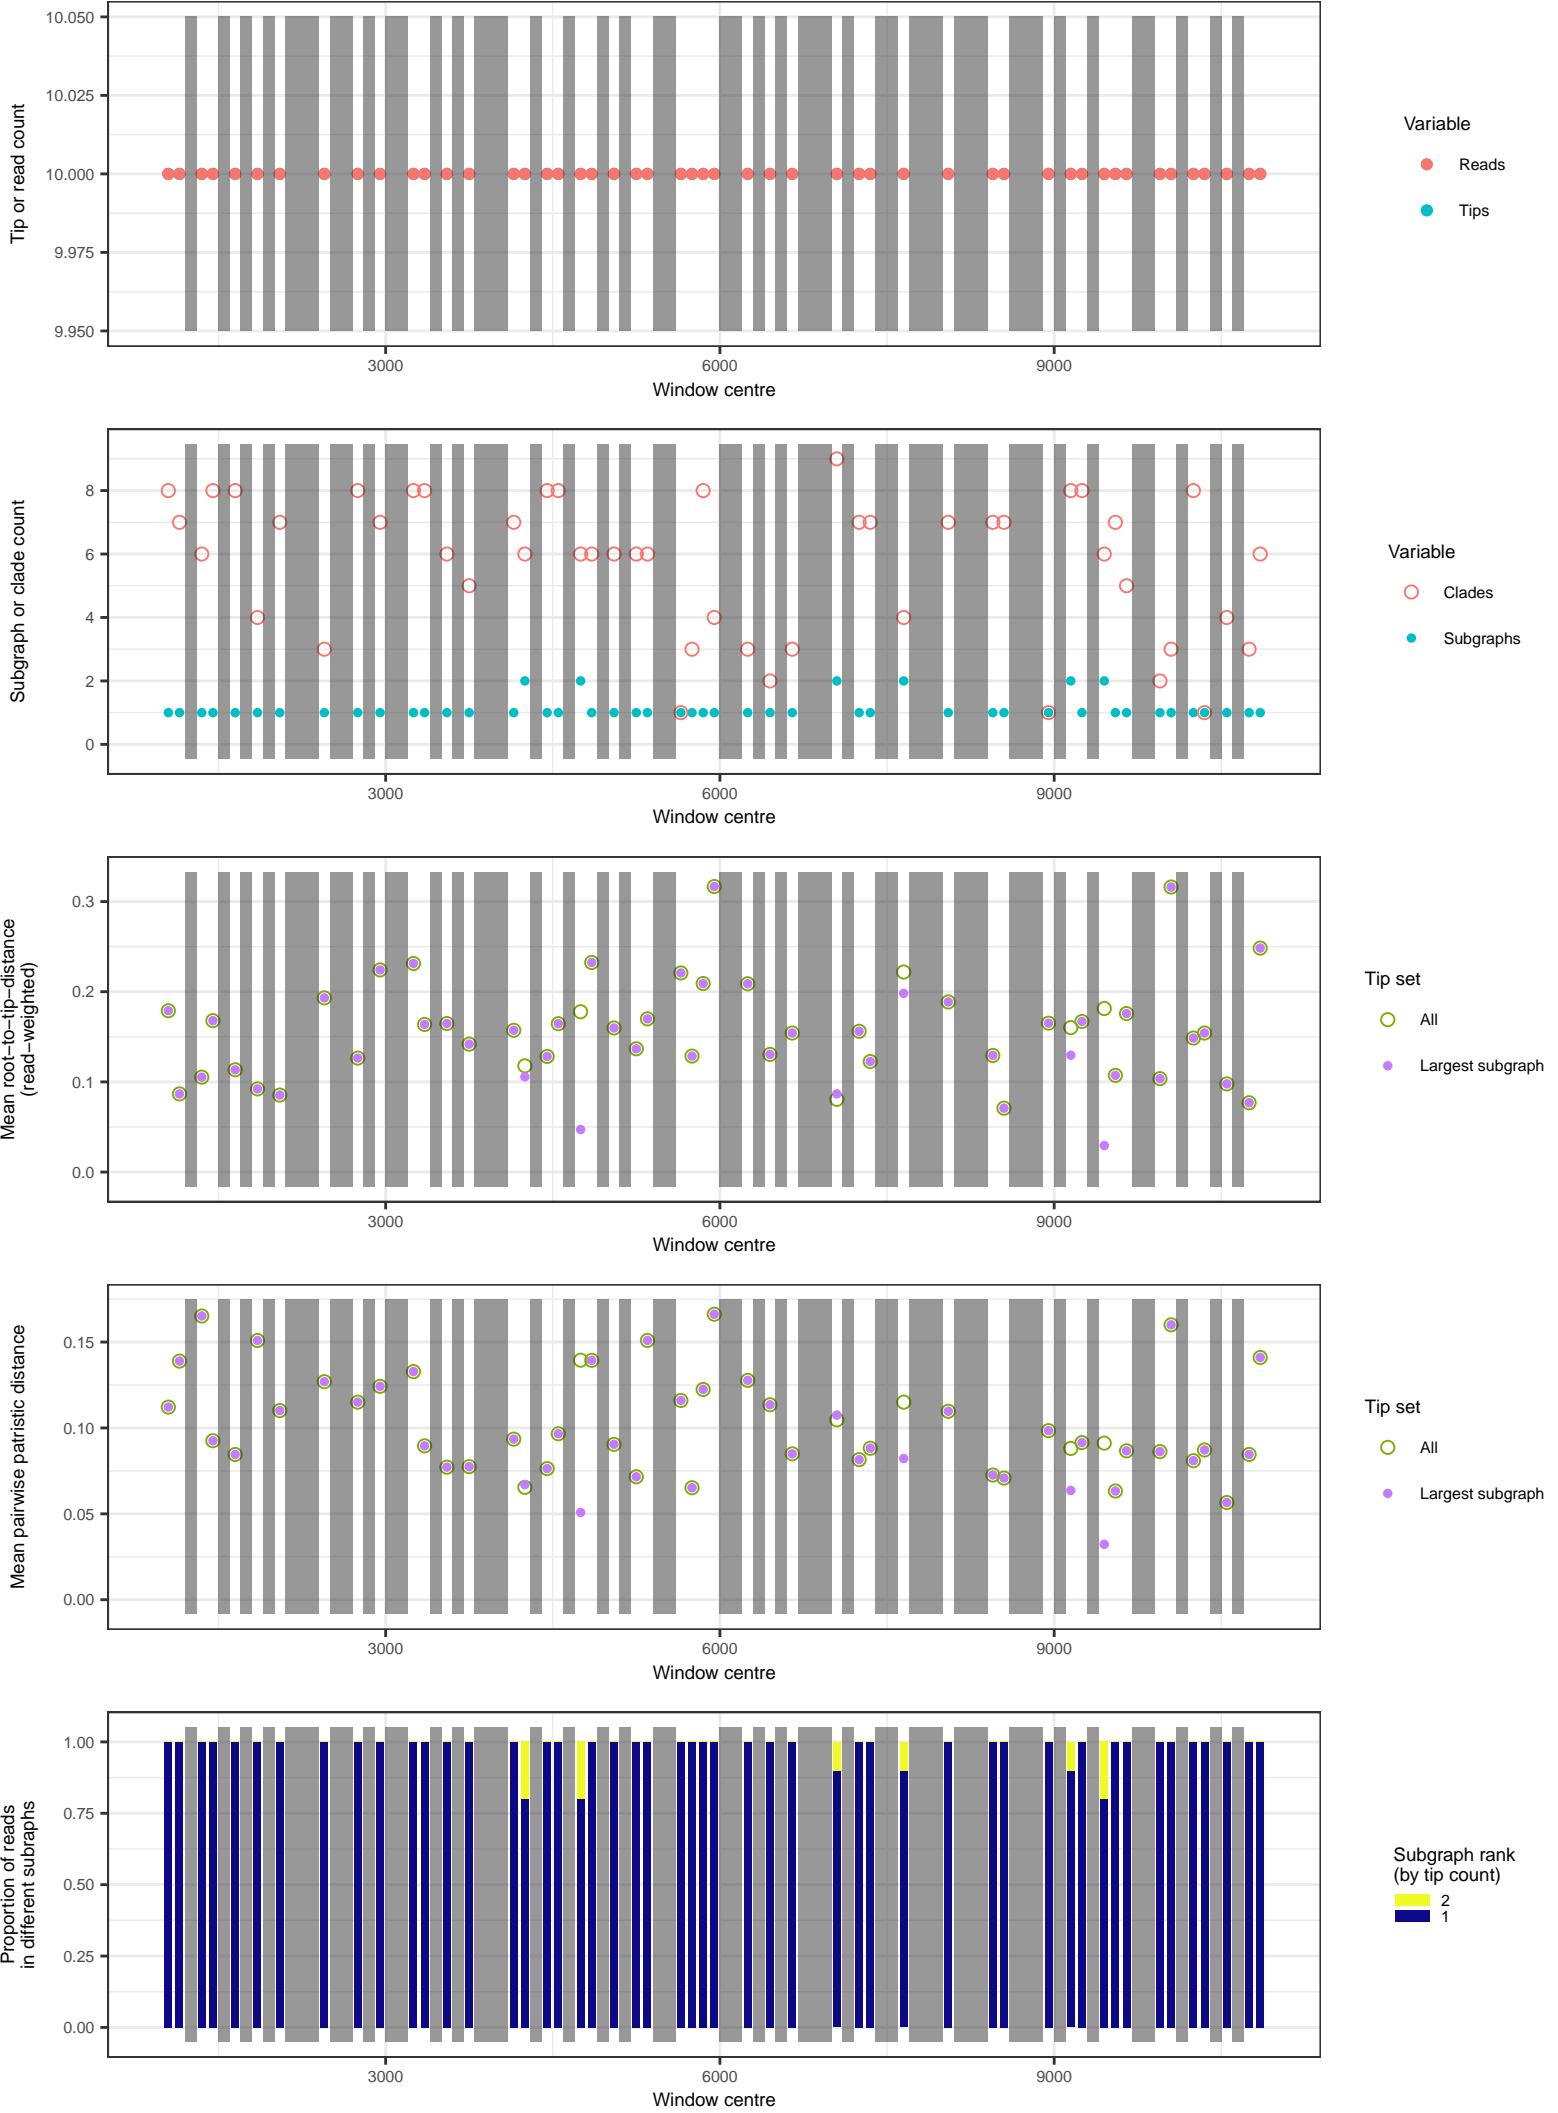 10.050
10.025
10.000
9.975
9.950
Tip or read count
3000
6000
9000
Window centre
Variable
Reads
Tips
8
6
4
2
0
Subgraph or clade count
3000
6000
9000
Window centre
Variable
Clades
Subgraphs
0.3
0.2
0.1
0.0
Mean root−to−tip−distance
(read−weighted)
3000
6000
9000
Window centre
Tip set
All
Largest subgraph
0.15
0.10
0.05
0.00
Mean pairwise patristic distance
3000
6000
9000
Window centre
Tip set
All
Largest subgraph
1.00
0.75
0.50
0.25
0.00
Proportion of reads
in different subraphs
3000
6000
9000
Window centre
Subgraph rank
(by tip count)
2
1